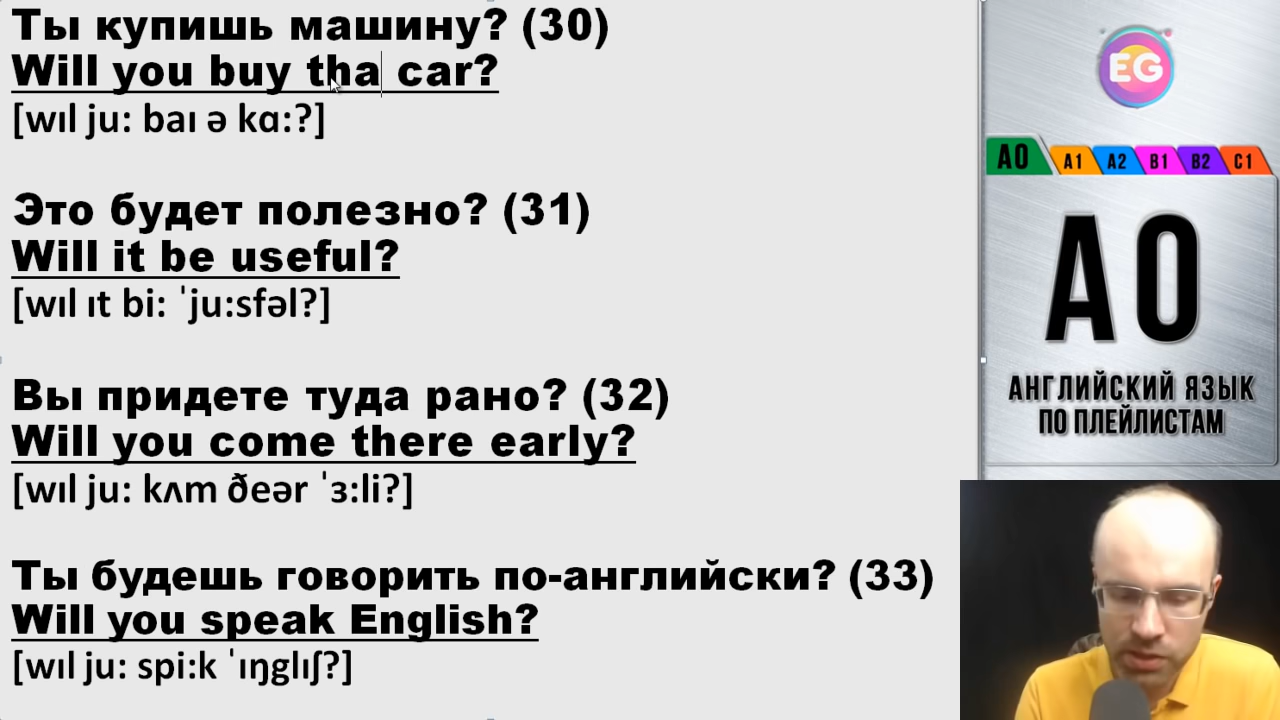 Ты купишь машину? (30)
Will you buy tha car?
[wɪl ju: baɪ ə kɑ:?]
Это будет полезно? (31)
Will it be useful?
[wɪl ɪt bi: ˈju:sfəl?]
Вы придете туда рано? (32)
Will you come there early?
[wɪl ju: kʌm ðeər ˈɜ:li?]
Ты будешь говорить по-английски? (33)
Will you speak English?
[wɪl ju: spi:k ˈɪŋglɪʃ?]
EG
A0 A1 A2 B1 B2 C1
A0
АНГЛИЙСКИЙ ЯЗЫК
ПО ПЛЕЙЛИСТАМ